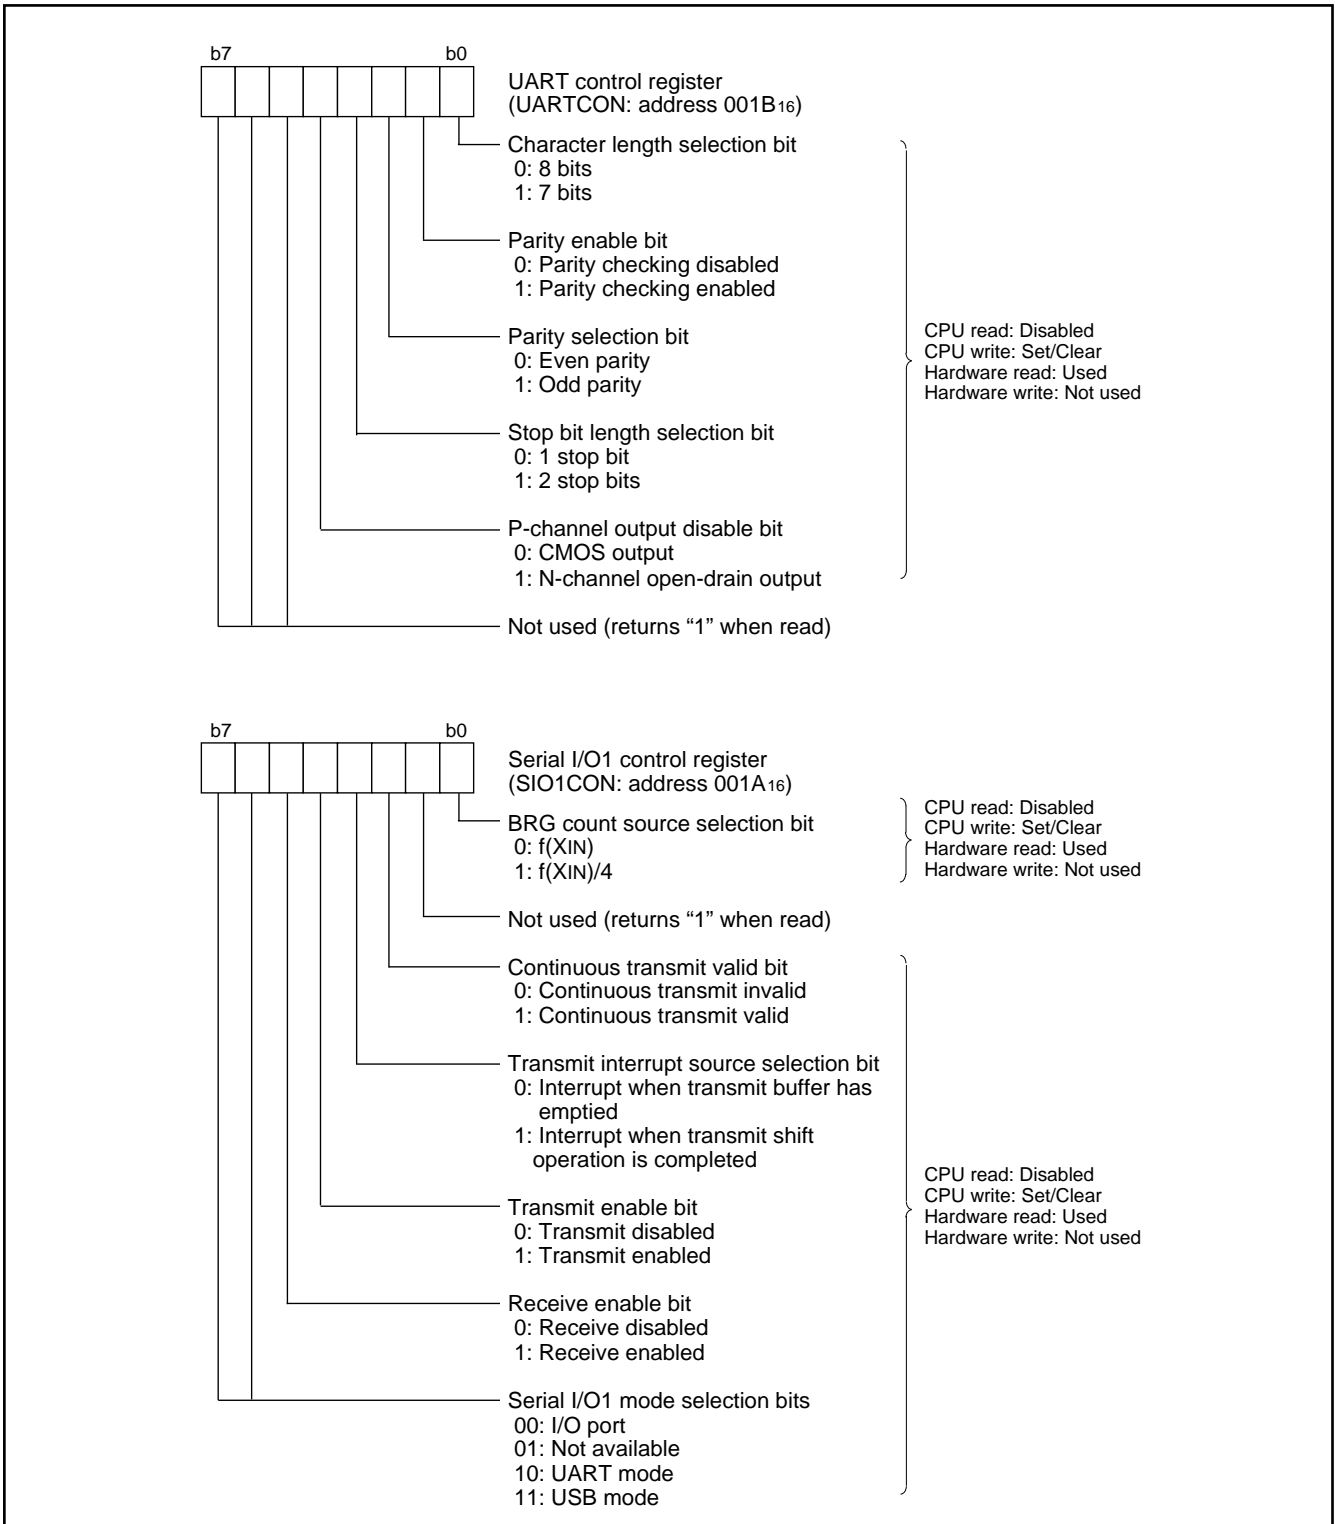 b7 b0
UART control register
(UARTCON: address 001B16)
Character length selection bit
0: 8 bits
1: 7 bits
Parity enable bit
0: Parity checking disabled
1: Parity checking enabled
Parity selection bit
0: Even parity
1: Odd parity
Stop bit length selection bit
0: 1 stop bit
1: 2 stop bits
P-channel output disable bit
0: CMOS output
1: N-channel open-drain output
CPU read: Disabled
CPU write: Set/Clear
Hardware read: Used
Hardware write: Not used
Not used (returns “1” when read)
b7 b0
Serial I/O1 control register
(SIO1CON: address 001A16)
BRG count source selection bit
0: f(XIN)
1: f(XIN)/4
CPU read: Disabled
CPU write: Set/Clear
Hardware read: Used
Hardware write: Not used
Not used (returns “1” when read)
Continuous transmit valid bit
0: Continuous transmit invalid
1: Continuous transmit valid
Transmit interrupt source selection bit
0: Interrupt when transmit buffer has
emptied
1: Interrupt when transmit shift
operation is completed
Transmit enable bit
0: Transmit disabled
1: Transmit enabled
Receive enable bit
0: Receive disabled
1: Receive enabled
Serial I/O1 mode selection bits
00: I/O port
01: Not available
10: UART mode
11: USB mode
CPU read: Disabled
CPU write: Set/Clear
Hardware read: Used
Hardware write: Not used